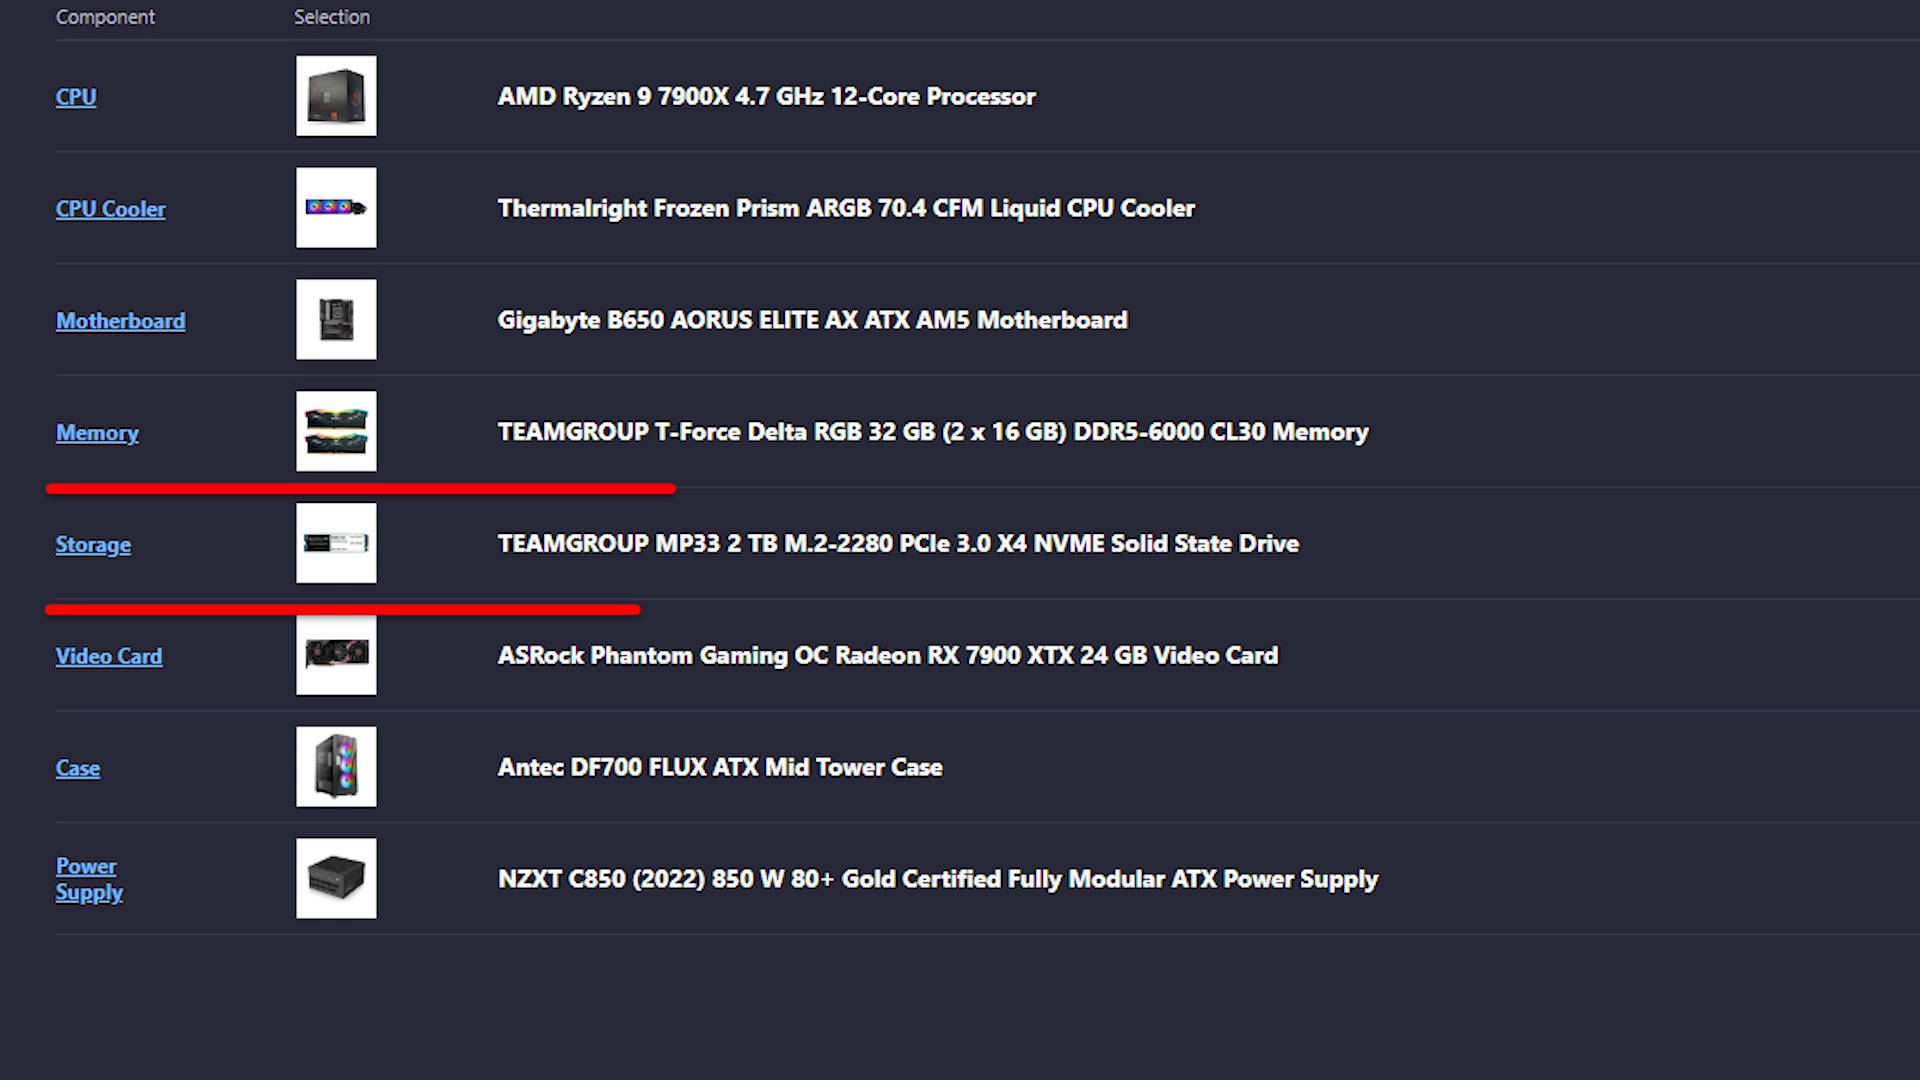 Component Selection
CPU AMD Ryzen 9 7900X 4.7 GHz 12-Core Processor
CPU Cooler Thermalright Frozen Prism ARGB 70.4 CFM Liquid CPU Cooler
Motherboard Gigabyte B650 AORUS ELITE AX ATX AM5 Motherboard
Memory TEAMGROUP T-Force Delta RGB 32 GB (2 x 16 GB) DDR5-6000 CL30 Memory
Storage TEAMGROUP MP33 2 TB M.2-2280 PCIe 3.0 X4 NVME Solid State Drive
Video Card ASRock Phantom Gaming OC Radeon RX 7900 XTX 24 GB Video Card
Case Antec DF700 FLUX ATX Mid Tower Case
Power
Supply NZXT C850 (2022) 850 W 80+ Gold Certified Fully Modular ATX Power Supply